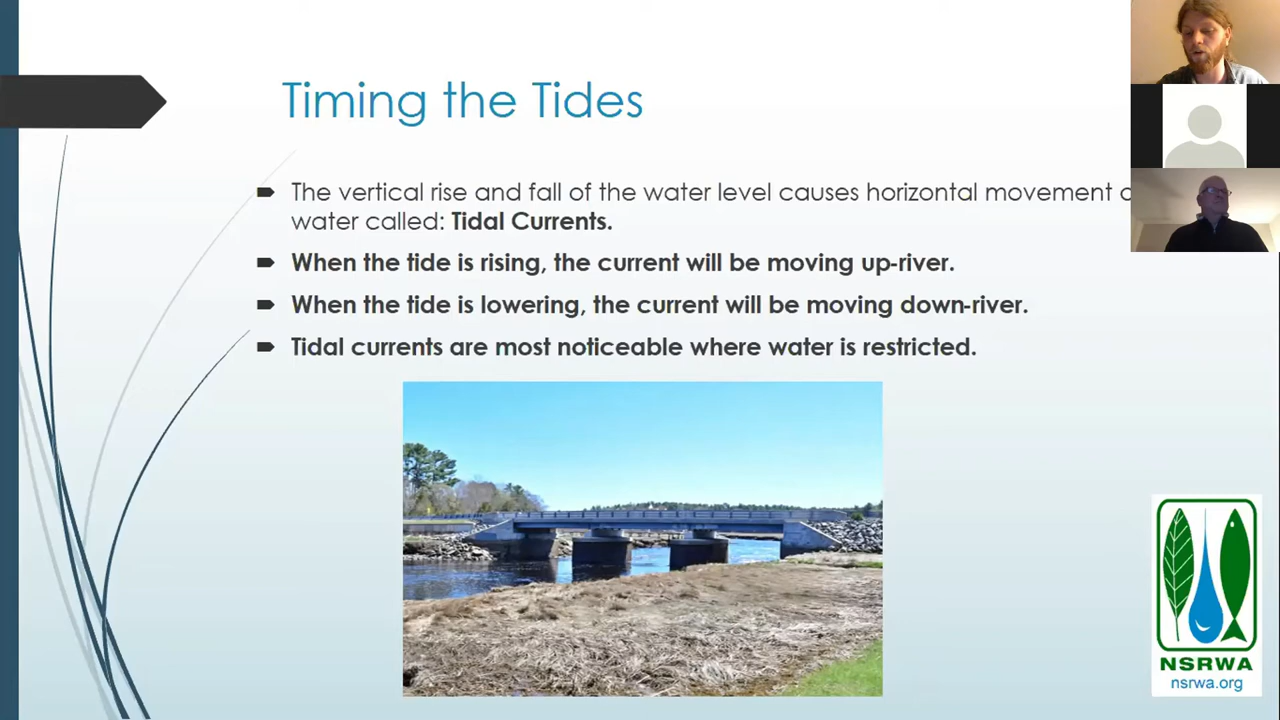 Timing the Tides
The vertical rise and fall of the water level causes horizontal movement
water called: Tidal Currents.
When the tide is rising, the current will be moving up-river.
When the tide is lowering, the current will be moving down-river.
Tidal currents are most noticeable where water is restricted.
NSRWA
nsrwa.org